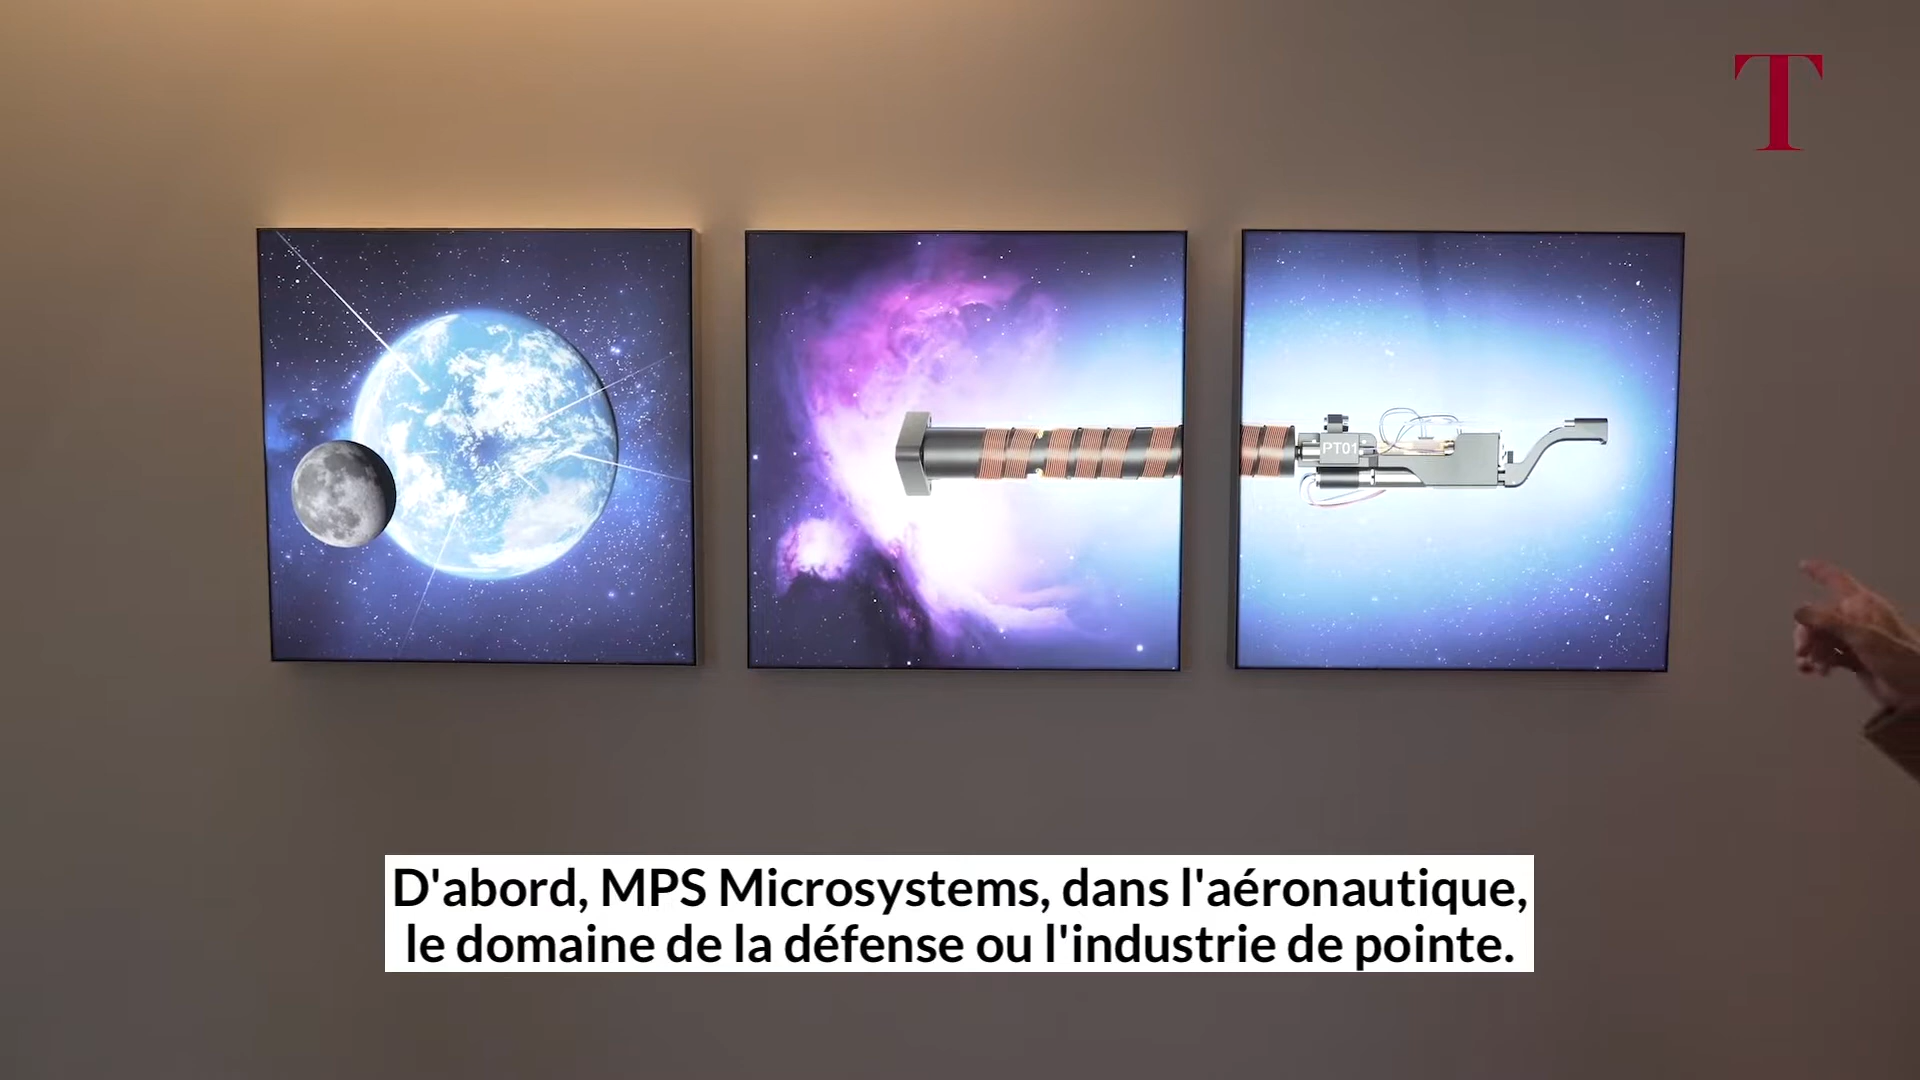 T
PT01
D'abord, MPS Microsystems, dans l'aéronautique,
le domaine de la défense ou l'industrie de pointe.